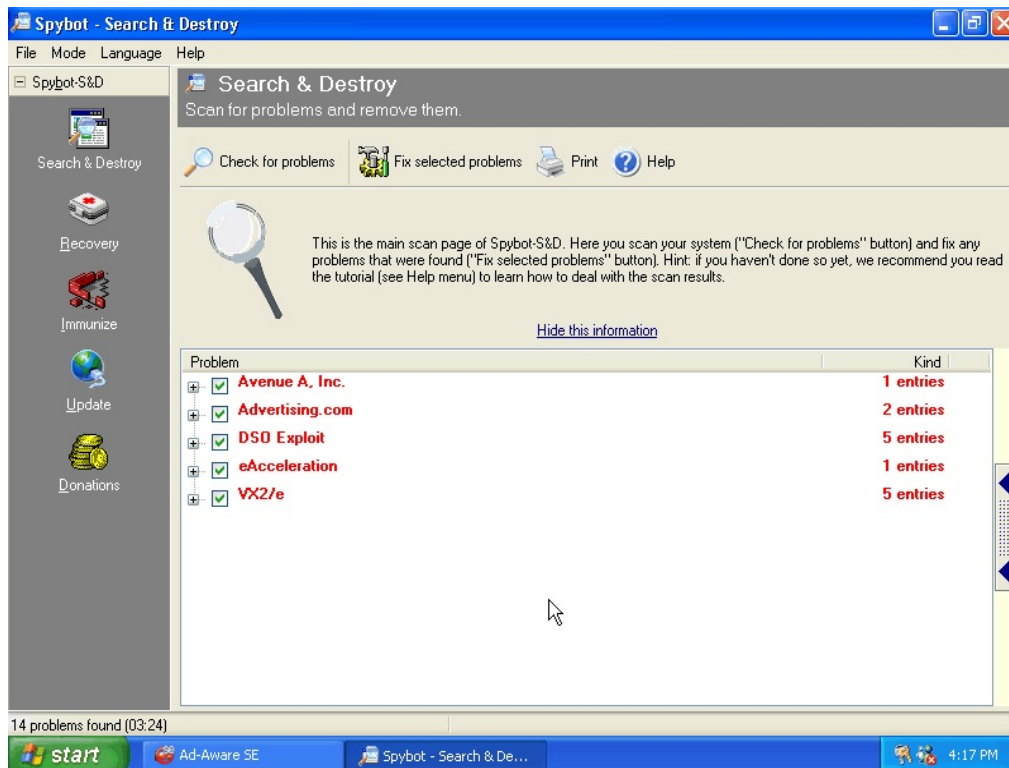 Spybot - Search & Destroy
File Mode Language Help
Spybot-S&D
Search & Destroy
Scan for problems and remove them.
Search & Destroy
Check for problems
Fix selected problems
Print
Help
Recovery
This is the main scan page of Spybot-S&D. Here you scan your system ("Check for problems" button) and fix any
problems that were found ("Fix selected problems" button). Hint: if you haven't done so yet, we recommend you read
the tutorial (see Help menu) to learn how to deal with the scan results.
Immunize
Hide this information
Update
Donations
Problem Kind
Avenue A, Inc. 1 entries
Advertising.com 2 entries
DSO Exploit 5 entries
eAcceleration 1 entries
VX2/e 5 entries
14 problems found (03:24)
start
Ad-Aware SE
Spybot - Search & De...
4:17 PM